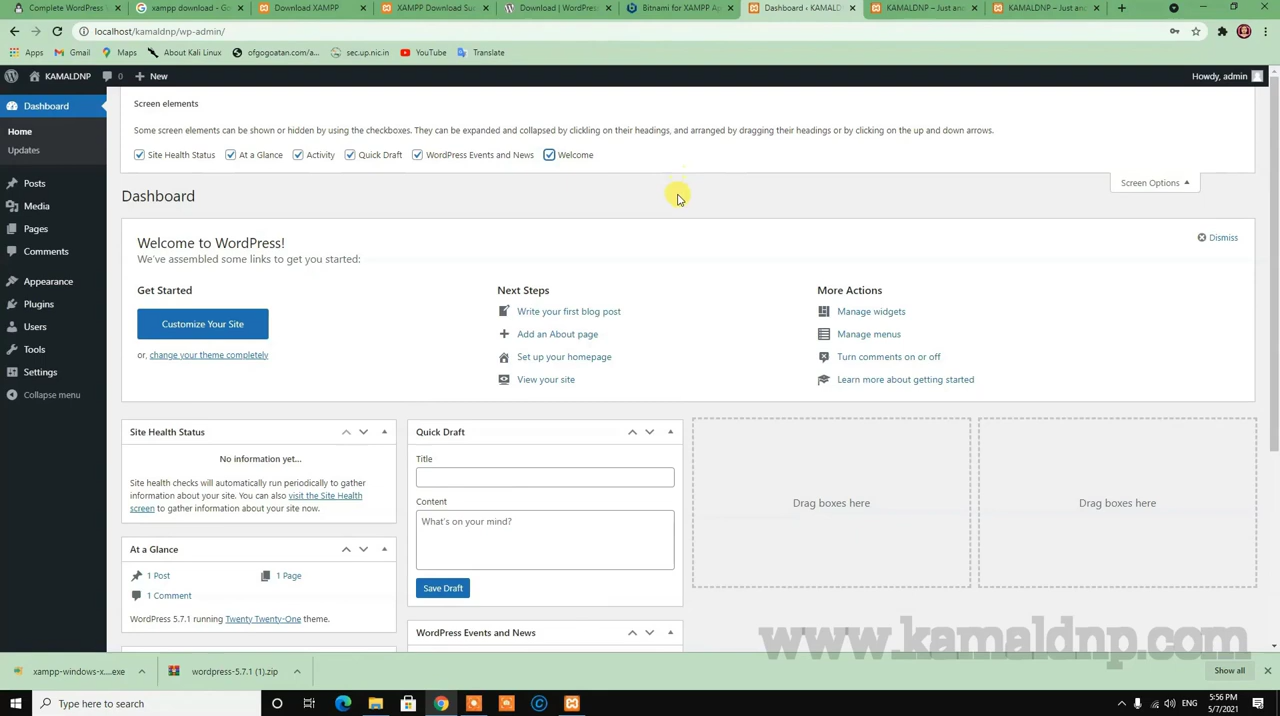 Complete WordPress
xampp download - Go
Download XAMPP
XAMPP Download Su
Download | WordPres
Bitnami for XAMPP Ap
Dashboard ‹ KAMALD
KAMALDNP – Just an
KAMALDNP – Just an
localhost/kamaldnp/wp-admin/
Apps
Gmail
Maps
About Kali Linux
ofgogoatan.com/a...
sec.up.nic.in
YouTube
Translate
KAMALDNP
0
New
Howdy, admin
Dashboard
Home
Updates
Posts
Media
Pages
Comments
Appearance
Plugins
Users
Tools
Settings
Collapse menu
Screen elements
Some screen elements can be shown or hidden by using the checkboxes. They can be expanded and collapsed by clickling on their headings, and arranged by dragging their headings or by clicking on the up and down arrows.
Site Health Status
At a Glance
Activity
Quick Draft
WordPress Events and News
Welcome
Screen Options
Dashboard
Welcome to WordPress!
Dismiss
We've assembled some links to get you started:
Get Started
Customize Your Site
or, change your theme completely
Next Steps
Write your first blog post
Add an About page
Set up your homepage
View your site
More Actions
Manage widgets
Manage menus
Turn comments on or off
Learn more about getting started
Site Health Status
No information yet...
Site health checks will automatically run periodically to gather
information about your site. You can also visit the Site Health
screen to gather information about your site now.
At a Glance
1 Post
1 Page
1 Comment
WordPress 5.7.1 running Twenty Twenty-One theme.
Quick Draft
Title
Content
What's on your mind?
Save Draft
WordPress Events and News
Drag boxes here
Drag boxes here
www.kamaldnp.com
xampp-windows-x....exe
wordpress-5.7.1 (1).zip
Show all
Type here to search
ENG
5:56 PM
5/7/2021